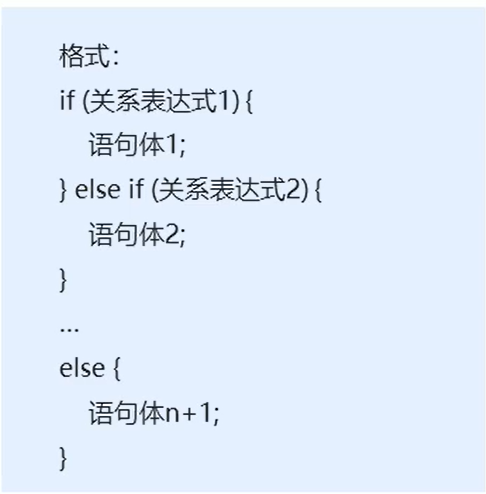 格式：
if (关系表达式1) {
语句体1;
} else if (关系表达式2) {
语句体2;
}
...
else {
语句体n+1;
}